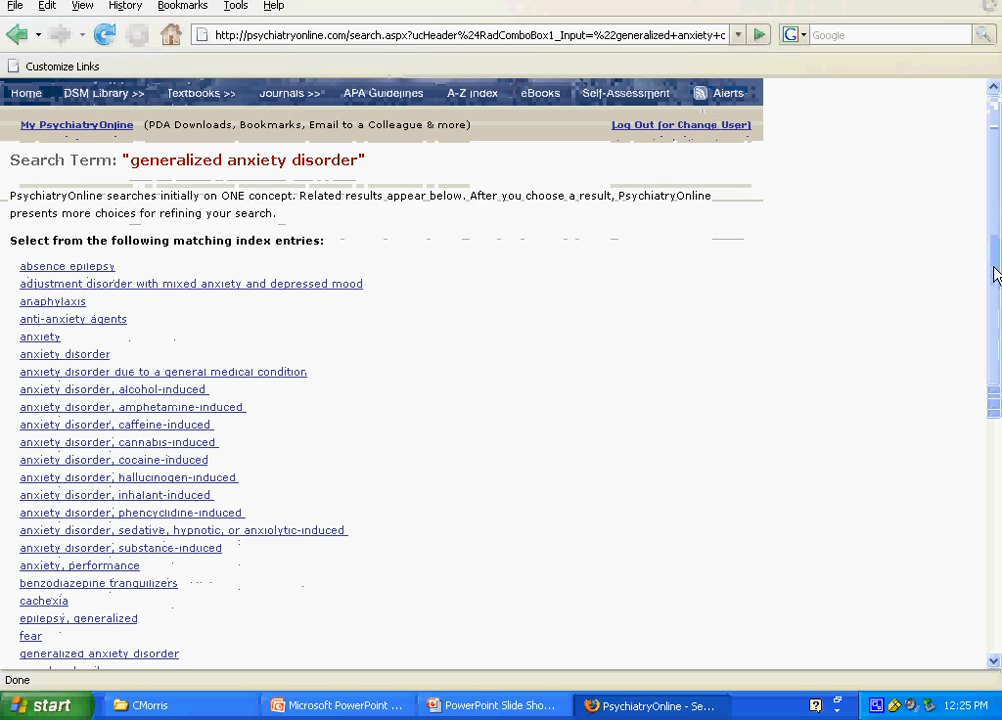 File Edit View History Bookmarks Tools Help
http://psychiatryonline.com/search.aspx?ucHeader%24RadComboBox1_Input=%22generalized+anxiety+c
Google
Customize Links
Home DSM Library >> Textbooks >> Journals >> APA Guidelines A-Z Index eBooks Self-Assessment Alerts
My PsychiatryOnline (PDA Downloads, Bookmarks, Email to a Colleague & more) Log Out (or Change User)
Search Term: "generalized anxiety disorder"
PsychiatryOnline searches initially on ONE concept. Related results appear below. After you choose a result, PsychiatryOnline
presents more choices for refining your search.
Select from the following matching index entries:
absence epilepsy
adjustment disorder with mixed anxiety and depressed mood
anaphylaxis
anti-anxiety agents
anxiety
anxiety disorder
anxiety disorder due to a general medical condition
anxiety disorder, alcohol-induced
anxiety disorder, amphetamine-induced
anxiety disorder, caffeine-induced
anxiety disorder, cannabis-induced
anxiety disorder, cocaine-induced
anxiety disorder, hallucinogen-induced
anxiety disorder, inhalant-induced
anxiety disorder, phencyclidine-induced
anxiety disorder, sedative, hypnotic, or anxiolytic-induced
anxiety disorder, substance-induced
anxiety, performance
benzodiazepine tranquilizers
cachexia
epilepsy, generalized
fear
generalized anxiety disorder
Done
start CMorris Microsoft PowerPoint ... PowerPoint Slide Sho... PsychiatryOnline - Se... 12:25 PM